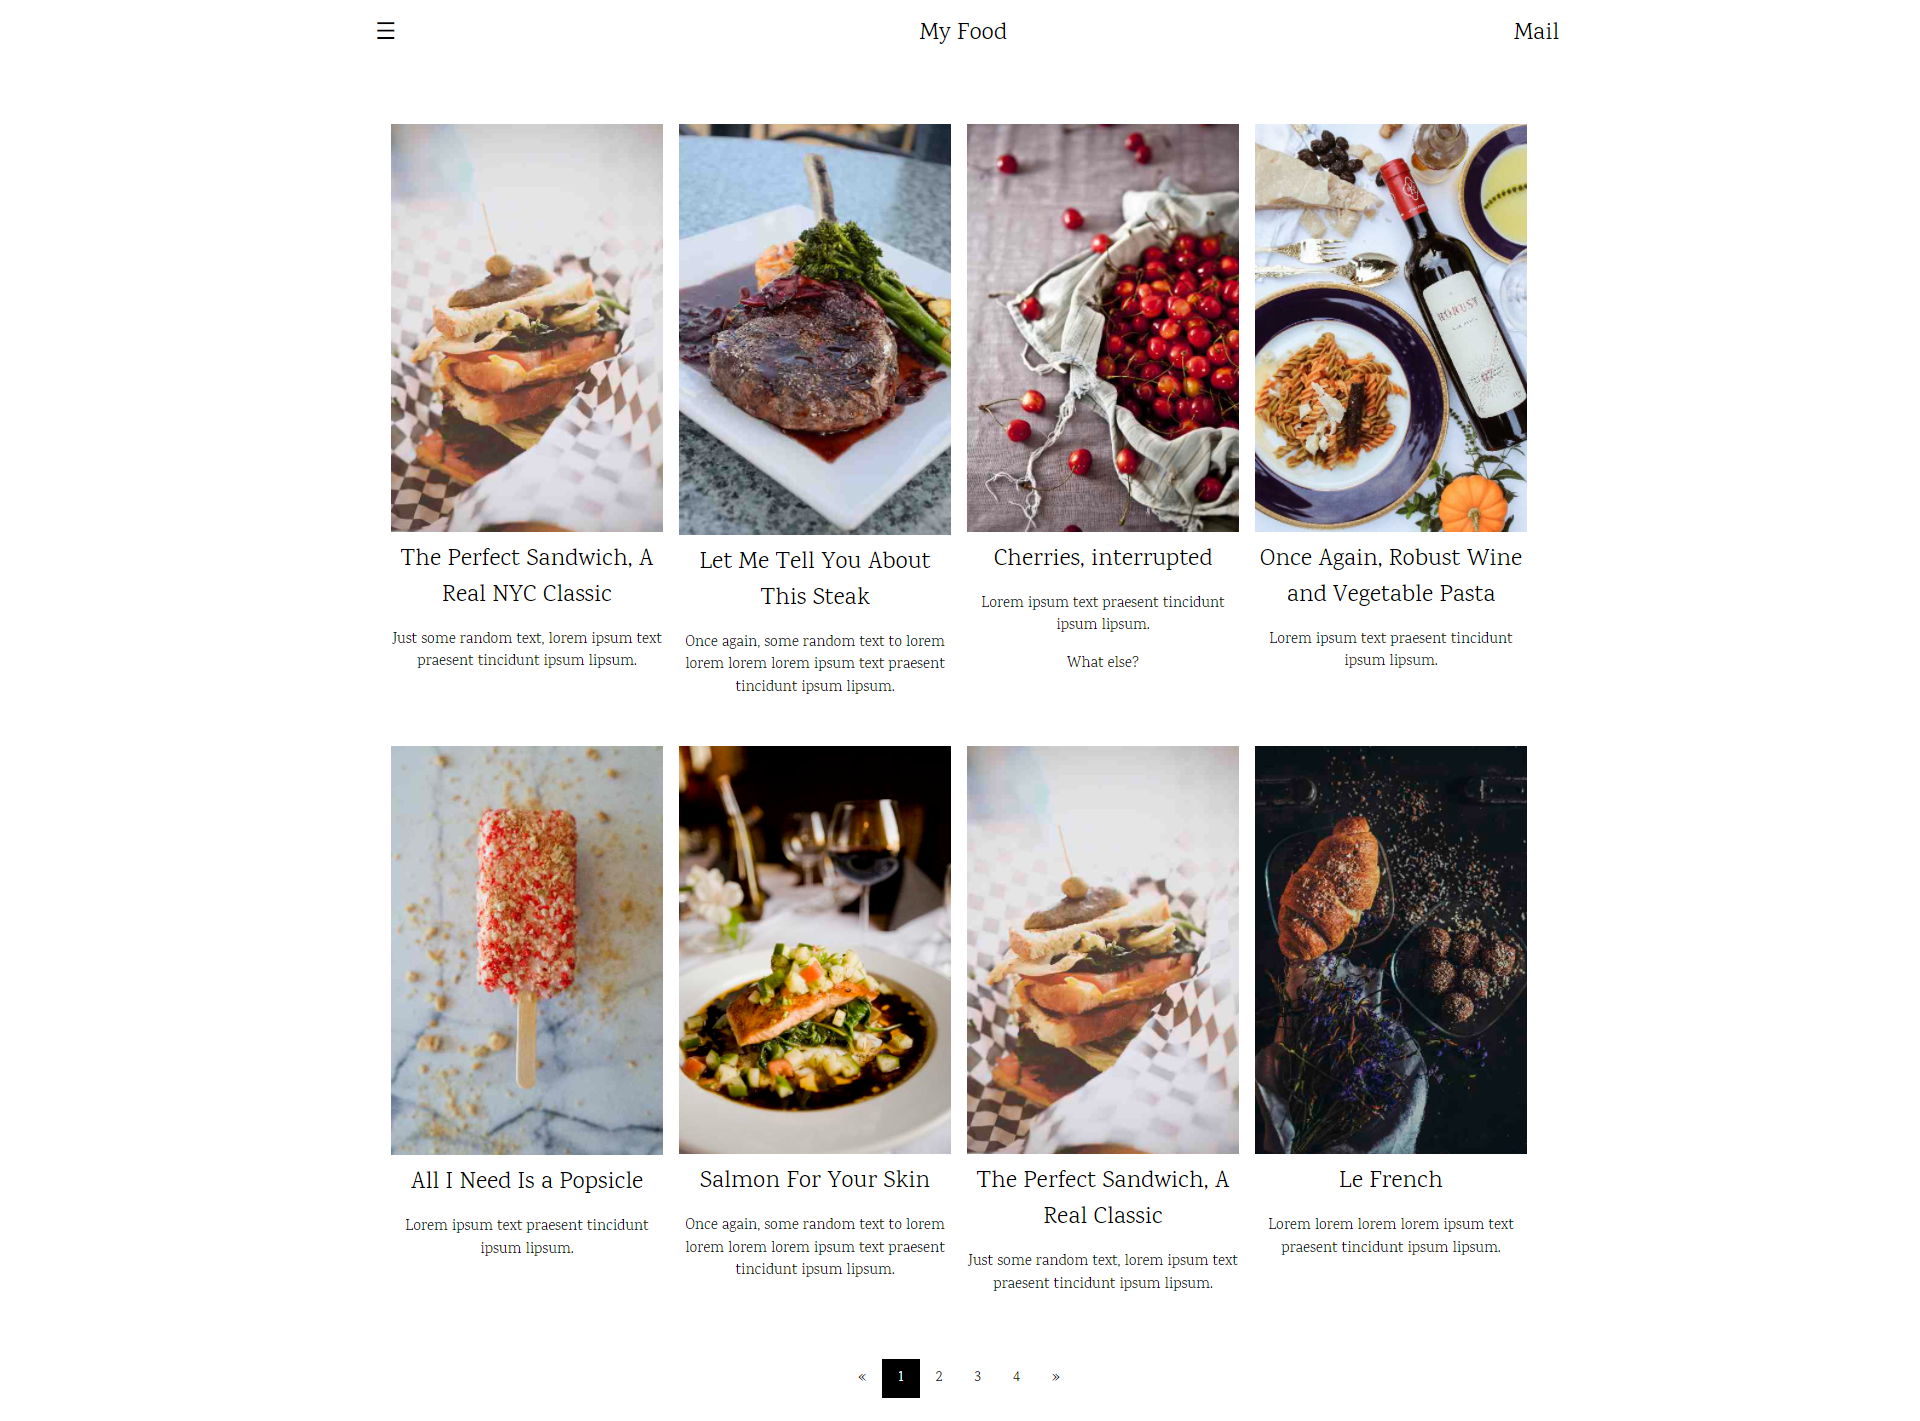 ☰ My Food Mail
The Perfect Sandwich, A
Real NYC Classic
Just some random text, lorem ipsum text
praesent tincidunt ipsum lipsum.
Let Me Tell You About
This Steak
Once again, some random text to lorem
lorem lorem lorem ipsum text praesent
tincidunt ipsum lipsum.
Cherries, interrupted
Lorem ipsum text praesent tincidunt
ipsum lipsum.
What else?
ROBUST
Once Again, Robust Wine
and Vegetable Pasta
Lorem ipsum text praesent tincidunt
ipsum lipsum.
All I Need Is a Popsicle
Lorem ipsum text praesent tincidunt
ipsum lipsum.
Salmon For Your Skin
Once again, some random text to lorem
lorem lorem lorem ipsum text praesent
tincidunt ipsum lipsum.
The Perfect Sandwich, A
Real Classic
Just some random text, lorem ipsum text
praesent tincidunt ipsum lipsum.
Le French
Lorem lorem lorem lorem ipsum text
praesent tincidunt ipsum lipsum.
« 1 2 3 4 »